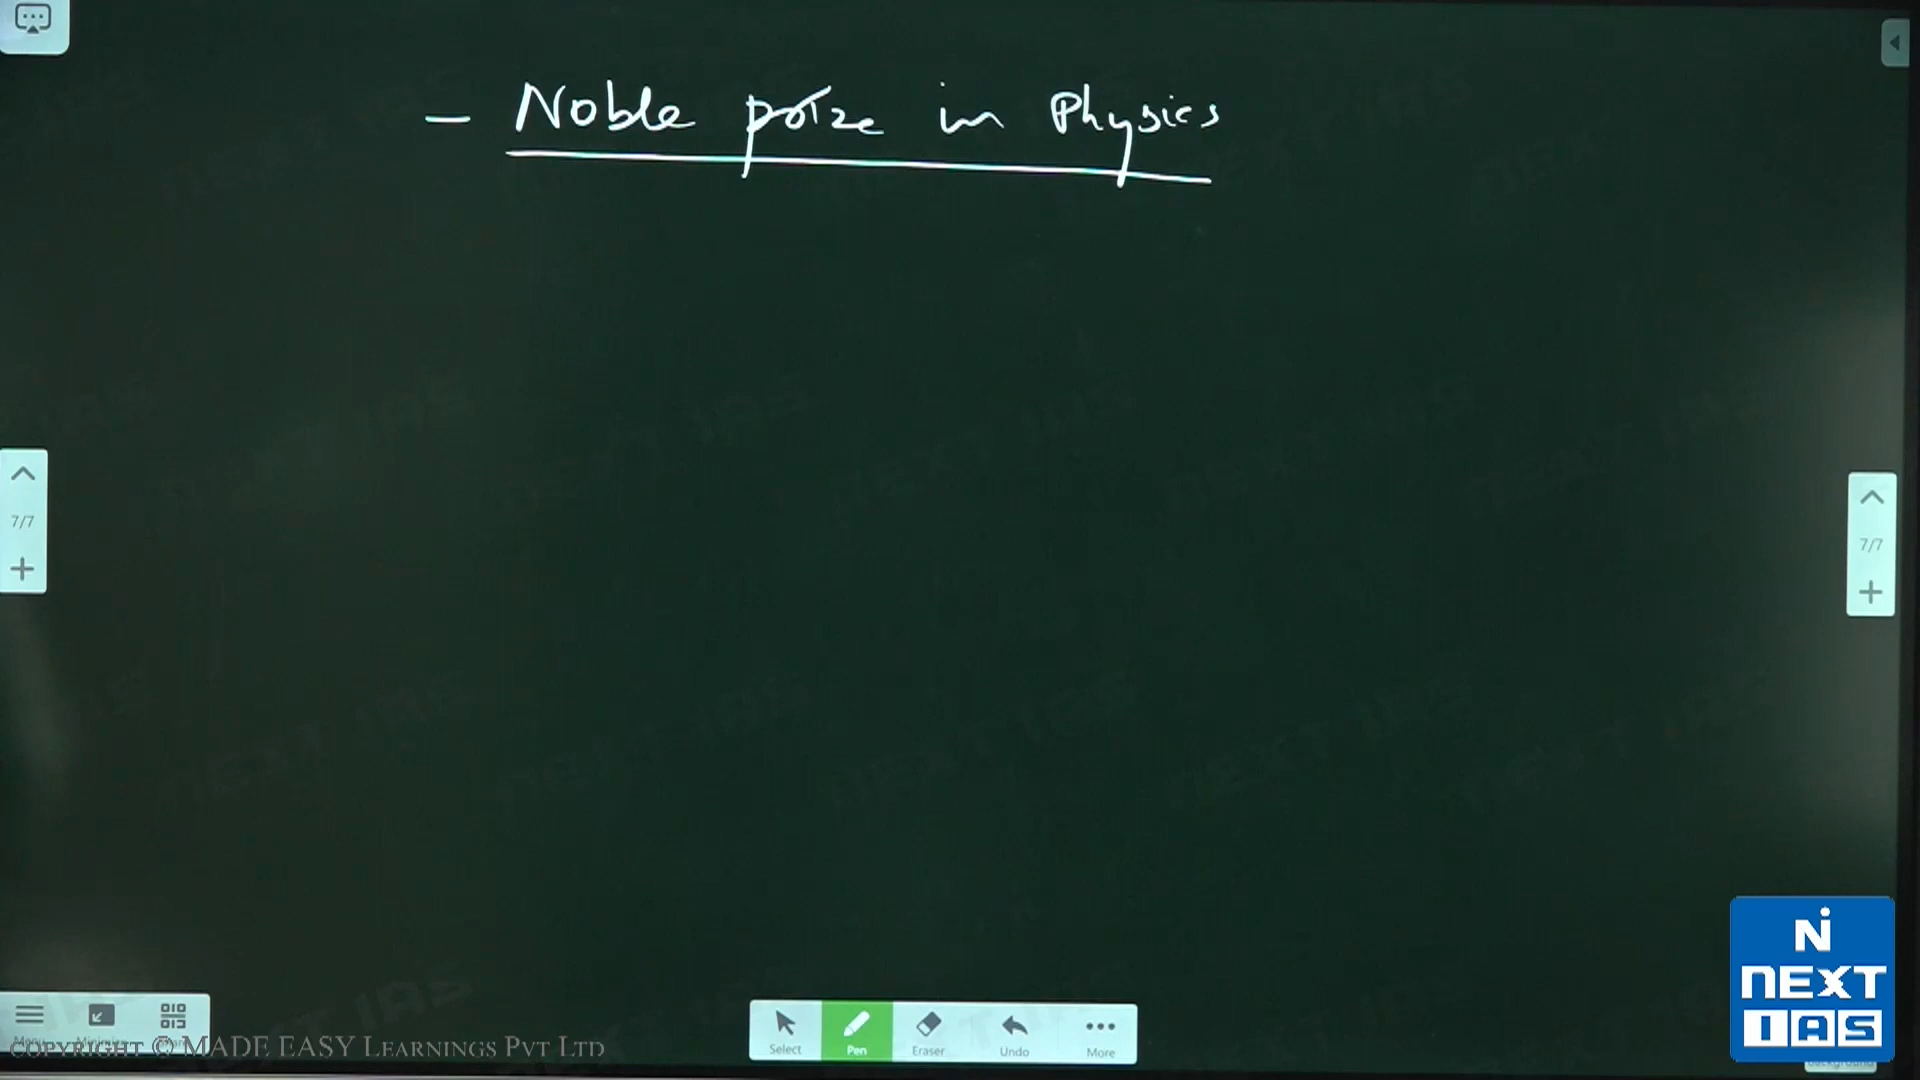 - Noble prize in Physics
7/7
7/7
Select
Pen
Eraser
Undo
More
COPYRIGHT © MADE EASY LEARNINGS PVT LTD
N
NEXT
IAS